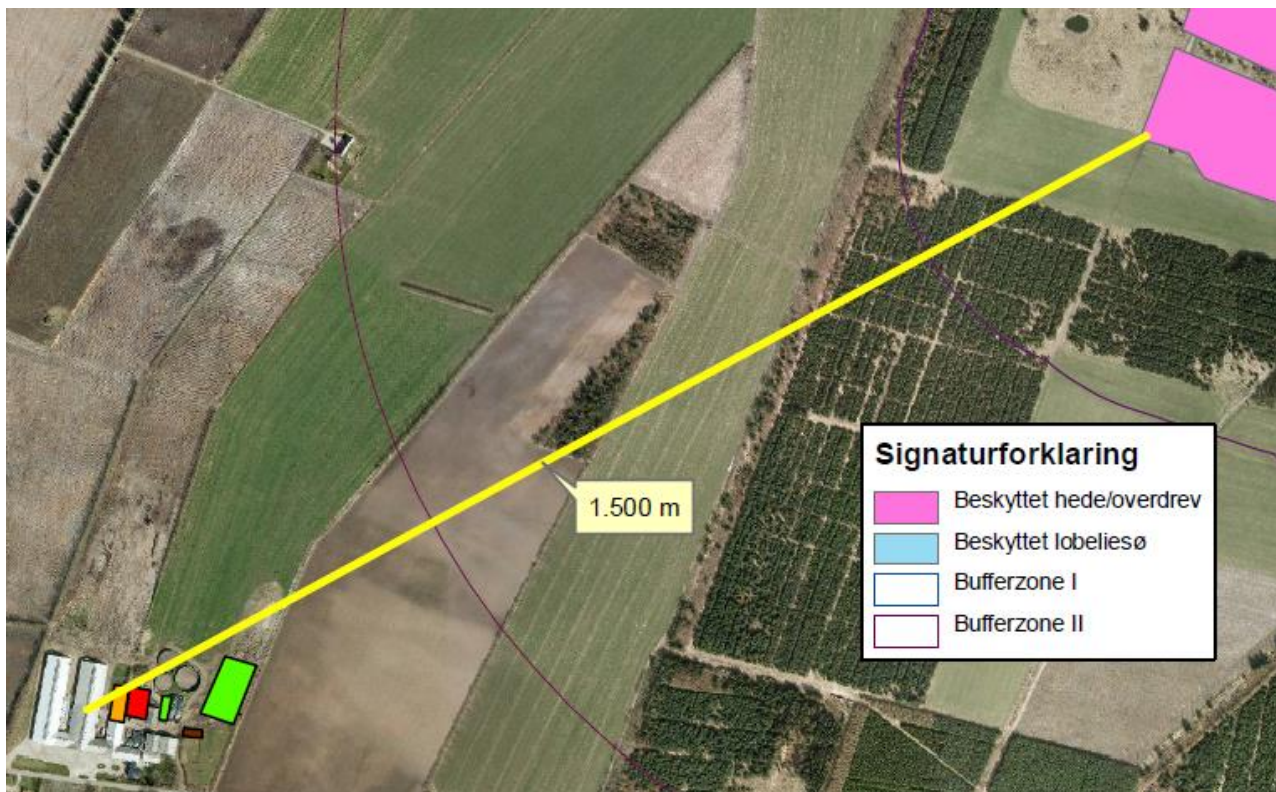 1.500 m
Signaturforklaring
Beskyttet hede/overdrev
Beskyttet lobeliesø
Bufferzone I
Bufferzone II